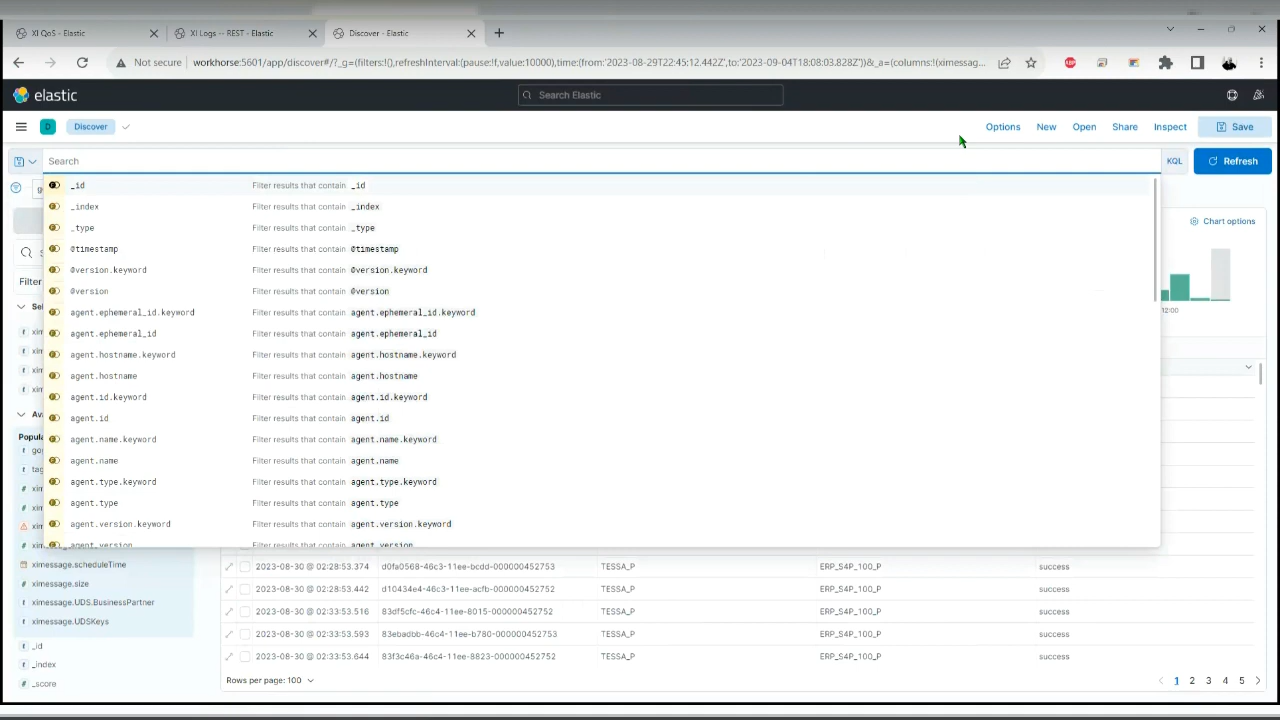 XI QoS - Elastic
XI Logs -- REST - Elastic
Discover - Elastic
Not secure
workhorse:5601/app/discover#/?_g=(filters:!(),refreshInterval:(pause:!f,value:10000),time:(from:'2023-08-29T22:45:12.442Z',to:'2023-09-04T18:08:03.828Z'))&_a=(columns:!(ximessag...
elastic
Search Elastic
D
Discover
Options
New
Open
Share
Inspect
Save
Search
KQL
Refresh
_id Filter results that contain _id
_index Filter results that contain _index
_type Filter results that contain _type
@timestamp Filter results that contain @timestamp
@version.keyword Filter results that contain @version.keyword
@version Filter results that contain @version
agent.ephemeral_id.keyword Filter results that contain agent.ephemeral_id.keyword
agent.ephemeral_id Filter results that contain agent.ephemeral_id
agent.hostname.keyword Filter results that contain agent.hostname.keyword
agent.hostname Filter results that contain agent.hostname
agent.id.keyword Filter results that contain agent.id.keyword
agent.id Filter results that contain agent.id
agent.name.keyword Filter results that contain agent.name.keyword
agent.name Filter results that contain agent.name
agent.type.keyword Filter results that contain agent.type.keyword
agent.type Filter results that contain agent.type
agent.version.keyword Filter results that contain agent.version.keyword
agent.version Filter results that contain agent.version
Chart options
12:00
Filter
Popula
ximessage.scheduleTime
ximessage.size
ximessage.UDS.BusinessPartner
ximessage.UDSKeys
_id
_index
_score
2023-08-30 @ 02:28:53.374 d0fa0568-46c3-11ee-bcdd-000000452753 TESSA_P ERP_S4P_100_P success
2023-08-30 @ 02:28:53.442 d10434e4-46c3-11ee-acfb-000000452752 TESSA_P ERP_S4P_100_P success
2023-08-30 @ 02:33:53.516 83df5cfc-46c4-11ee-8015-000000452752 TESSA_P ERP_S4P_100_P success
2023-08-30 @ 02:33:53.593 83ebadbb-46c4-11ee-b780-000000452753 TESSA_P ERP_S4P_100_P success
2023-08-30 @ 02:33:53.644 83f3c46a-46c4-11ee-8823-000000452752 TESSA_P ERP_S4P_100_P success
Rows per page: 100
1 2 3 4 5